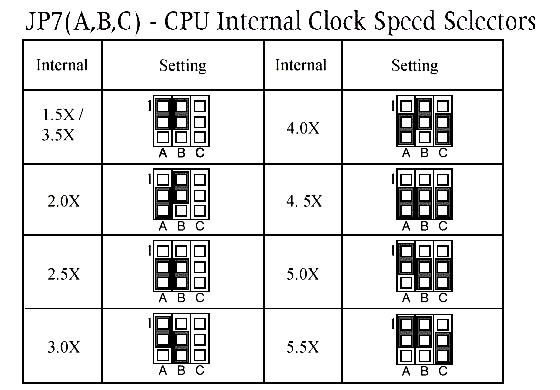 JP7(A,B,C) - CPU Internal Clock Speed Selectors
Internal Setting Internal Setting
1.5X /
3.5X
1
A B C
4.0X
1
A B C
2.0X
1
A B C
4. 5X
1
A B C
2.5X
1
A B C
5.0X
1
A B C
3.0X
1
A B C
5.5X
1
A B C